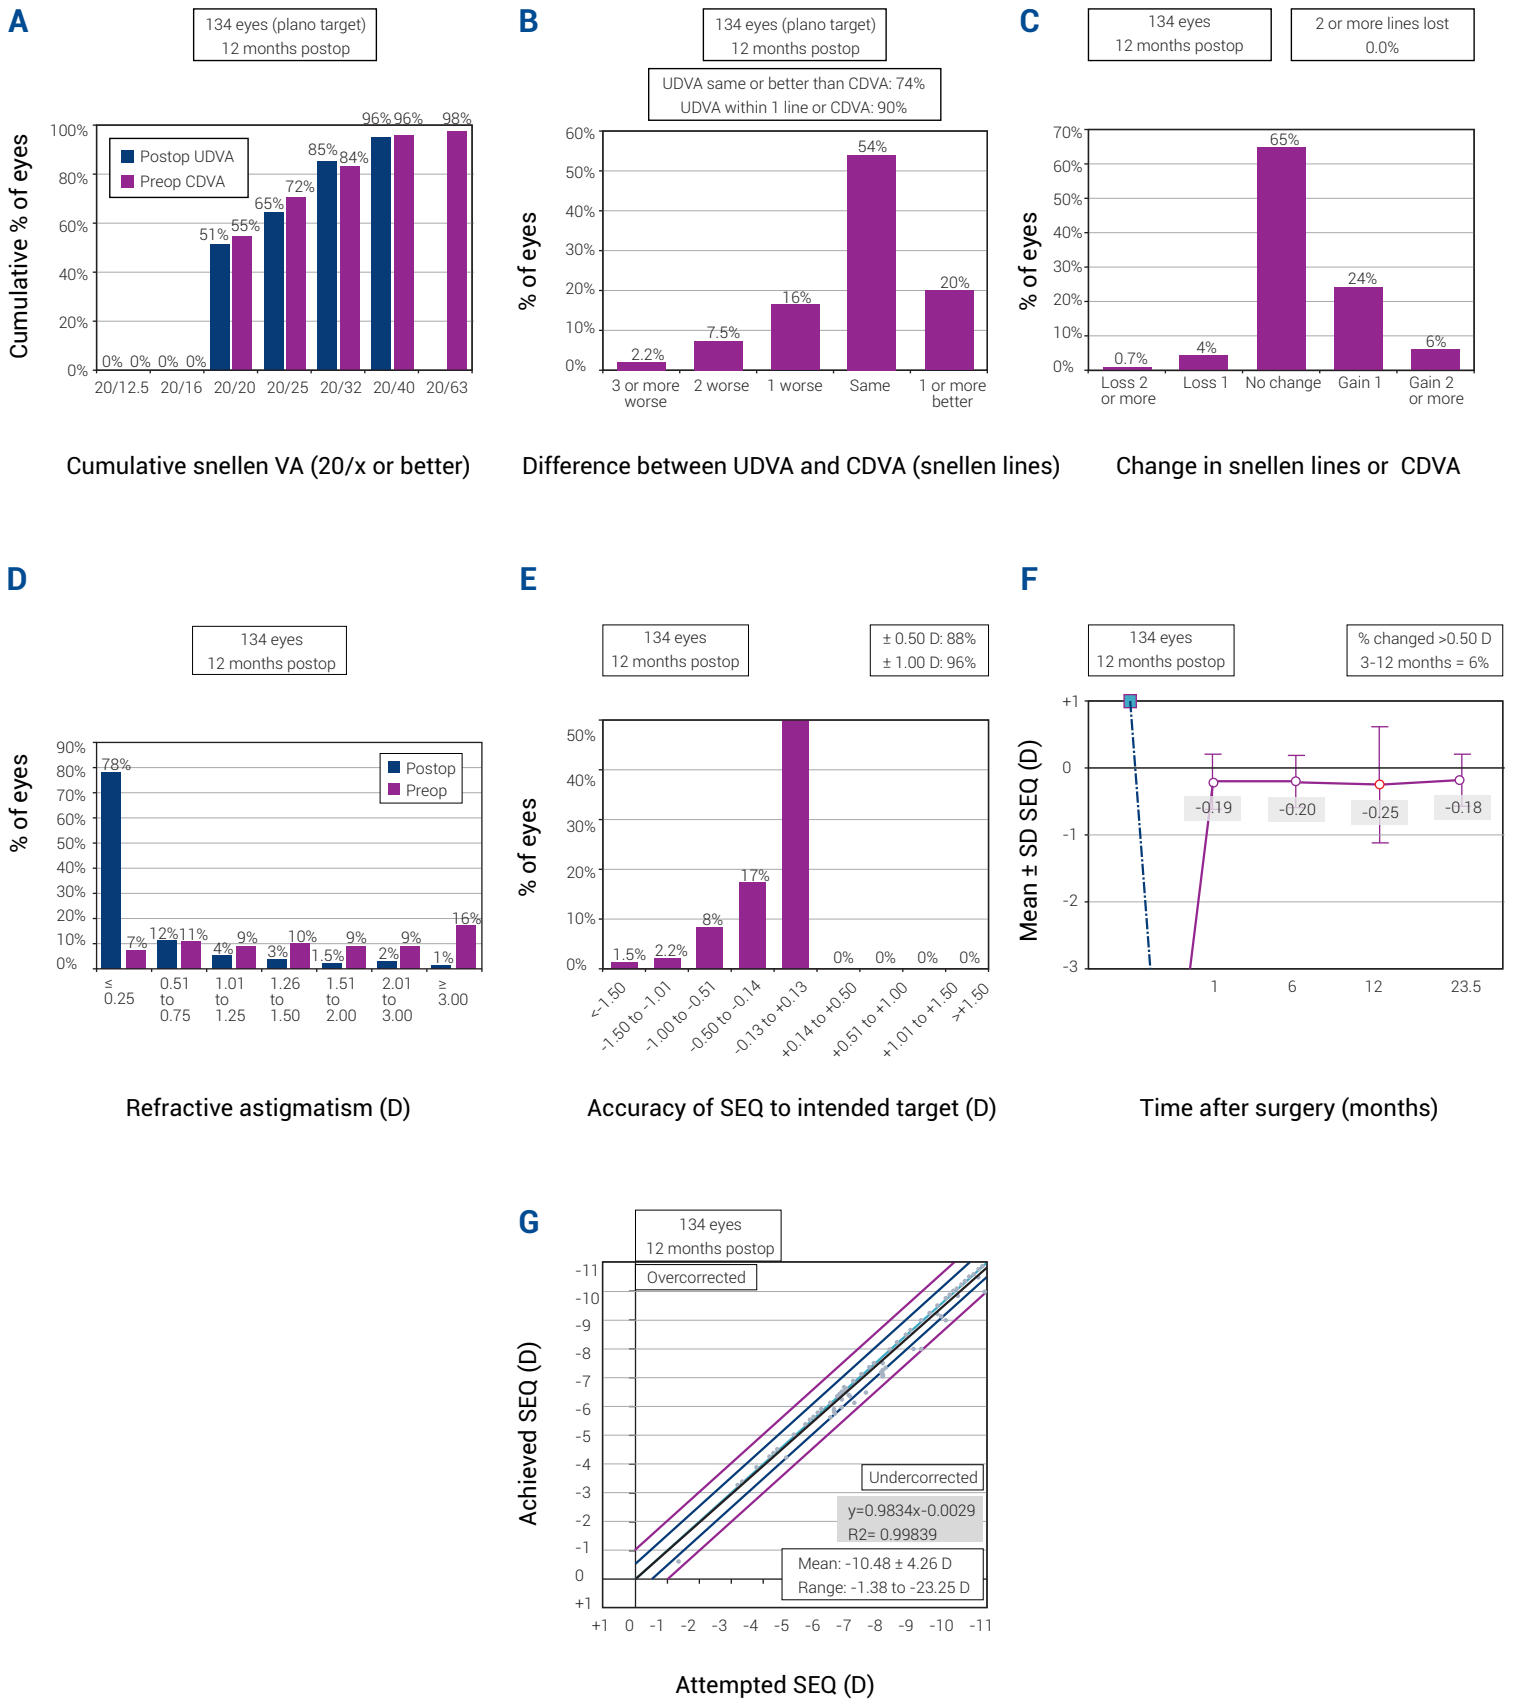 A
134 eyes (plano target)
12 months postop
Cumulative % of eyes
100%
80%
60%
40%
20%
0%
Postop UDVA
Preop CDVA
0% 0% 0% 0% 51% 55% 65% 72% 85% 84% 96% 96% 98%
20/12.5 20/16 20/20 20/25 20/32 20/40 20/63
Cumulative snellen VA (20/x or better)
B
134 eyes (plano target)
12 months postop
UDVA same or better than CDVA: 74%
UDVA within 1 line or CDVA: 90%
% of eyes
60%
50%
40%
30%
20%
10%
0%
2.2% 7.5% 16% 54% 20%
3 or more 2 worse 1 worse Same 1 or more
worse better
Difference between UDVA and CDVA (snellen lines)
C
134 eyes
12 months postop
2 or more lines lost
0.0%
% of eyes
70%
60%
50%
40%
30%
20%
10%
0%
0.7% 4% 65% 24% 6%
Loss 2 Loss 1 No change Gain 1 Gain 2
or more or more
Change in snellen lines or CDVA
D
134 eyes
12 months postop
% of eyes
90%
80%
70%
60%
50%
40%
30%
20%
10%
0%
Postop
Preop
78% 7% 12% 11% 4% 9% 3% 10% 1.5% 9% 2% 9% 1% 16%
≤ 0.51 1.01 1.26 1.51 2.01 ≥
0.25 to to to to to 3.00
0.75 1.25 1.50 2.00 3.00
Refractive astigmatism (D)
E
134 eyes
12 months postop
± 0.50 D: 88%
± 1.00 D: 96%
% of eyes
50%
40%
30%
20%
10%
0%
1.5% 2.2% 8% 17% 0% 0% 0% 0%
<-1.50
-1.50 to -1.01
-1.00 to -0.51
-0.50 to -0.14
-0.13 to +0.13
+0.14 to +0.50
+0.51 to +1.00
+1.01 to +1.50
>+1.50
Accuracy of SEQ to intended target (D)
F
134 eyes
12 months postop
% changed >0.50 D
3-12 months = 6%
Mean ± SD SEQ (D)
+1
0
-1
-2
-3
-0.19 -0.20 -0.25 -0.18
1 6 12 23.5
Time after surgery (months)
G
134 eyes
12 months postop
Overcorrected
Achieved SEQ (D)
-11
-10
-9
-8
-7
-6
-5
-4
-3
-2
-1
0
+1
Undercorrected
y=0.9834x-0.0029
R2= 0.99839
Mean: -10.48 ± 4.26 D
Range: -1.38 to -23.25 D
+1 0 -1 -2 -3 -4 -5 -6 -7 -8 -9 -10 -11
Attempted SEQ (D)